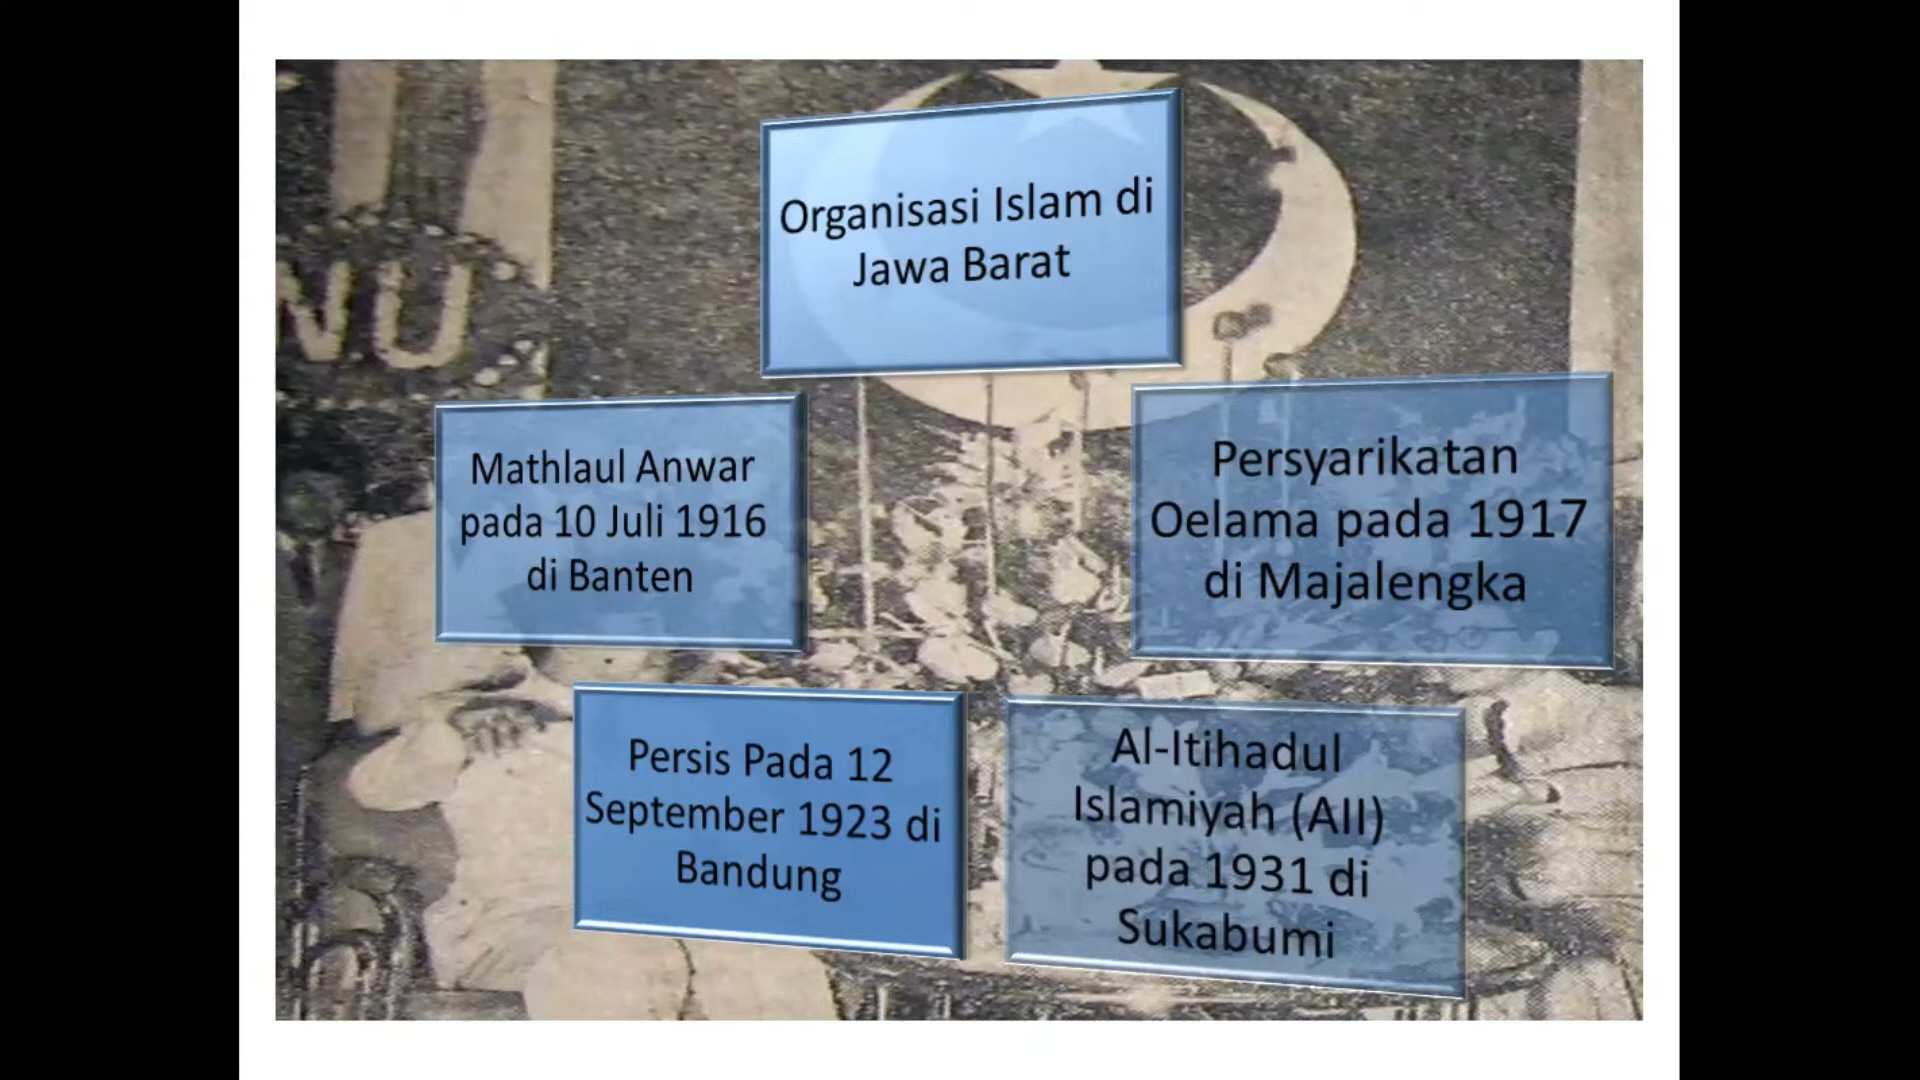 NU
Organisasi Islam di
Jawa Barat
Mathlaul Anwar
pada 10 Juli 1916
di Banten
Persyarikatan
Oelama pada 1917
di Majalengka
Persis Pada 12
September 1923 di
Bandung
Al-Itihadul
Islamiyah (AII)
pada 1931 di
Sukabumi